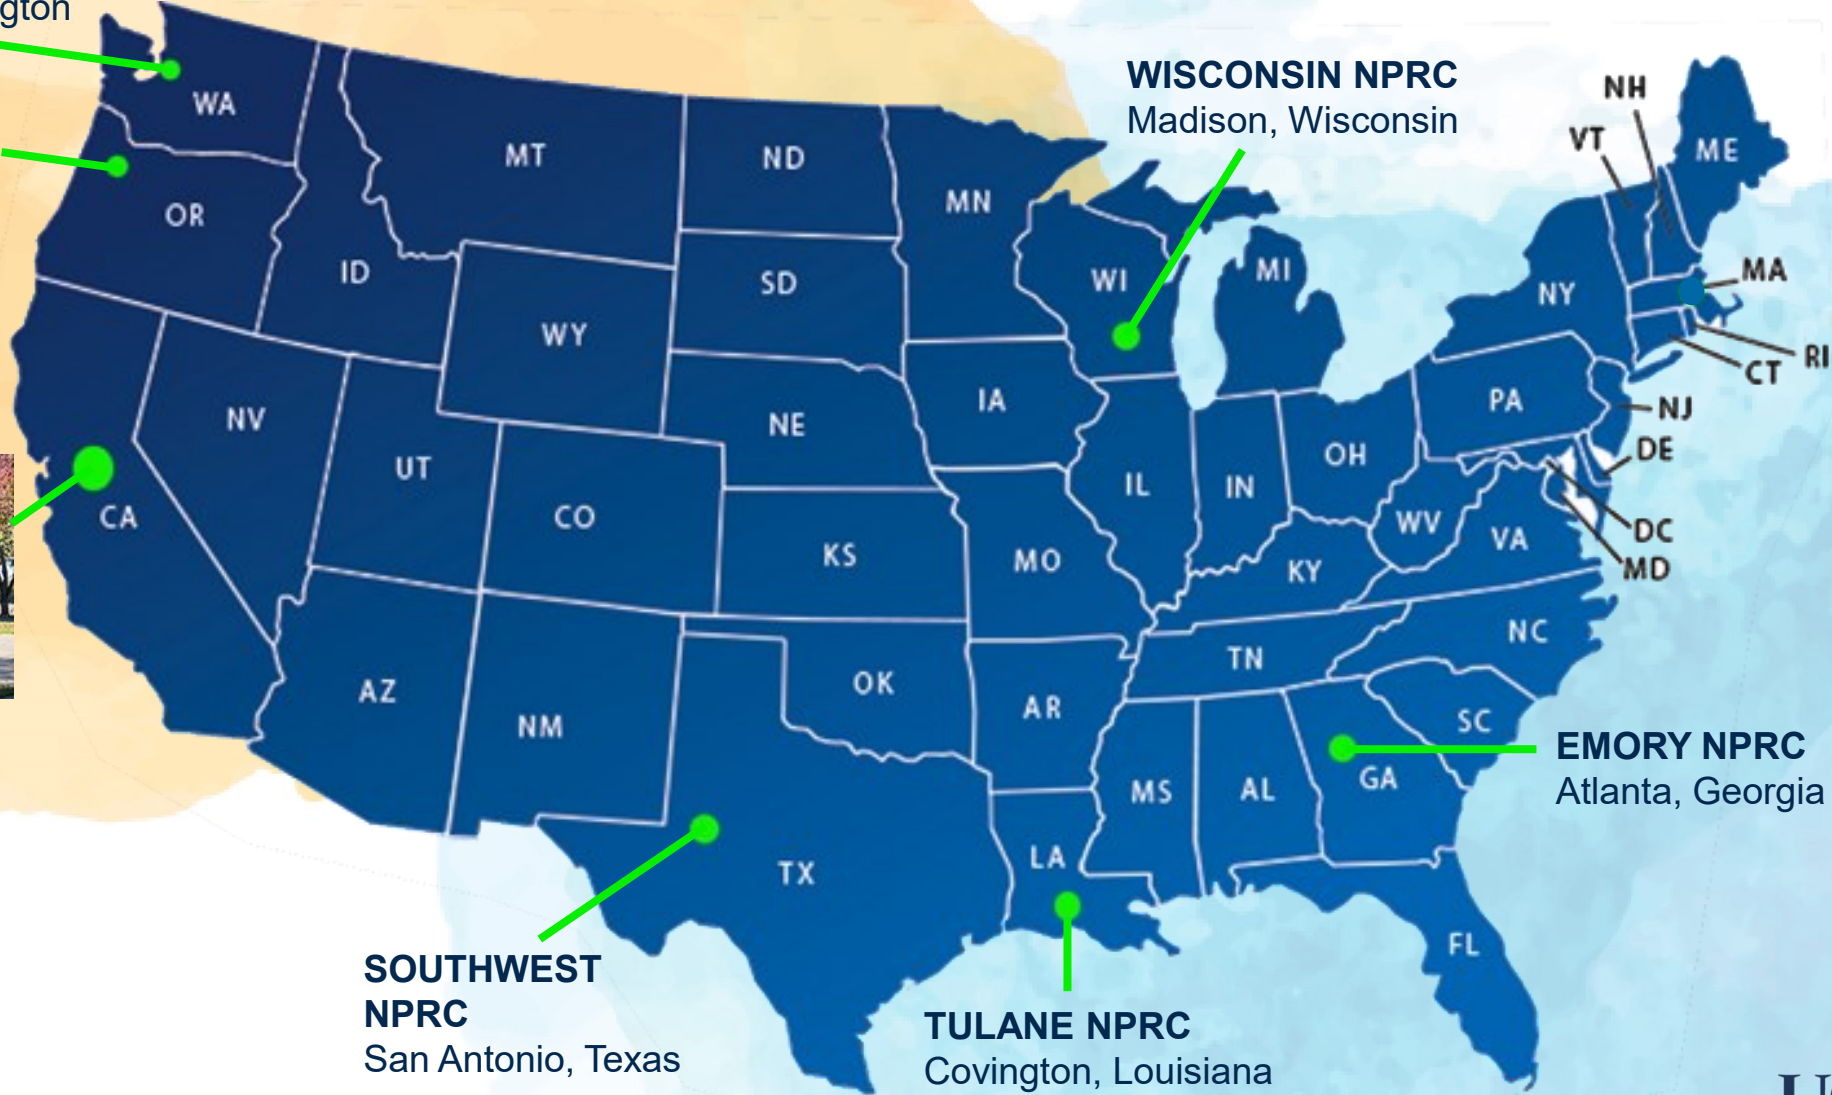 gton
WISCONSIN NPRC
Madison, Wisconsin
NH
VT
ME
WA
MT
ND
MN
OR
ID
SD
WI
MI
NY
MA
WY
RI
CT
IA
PA
NJ
NV
NE
DE
UT
OH
IL
IN
CA
CO
WV
DC
KS
MO
VA
KY
MD
NC
TN
AZ
OK
NM
AR
SC
EMORY NPRC
Atlanta, Georgia
MS
AL
GA
LA
TX
FL
SOUTHWEST
NPRC
San Antonio, Texas
TULANE NPRC
Covington, Louisiana